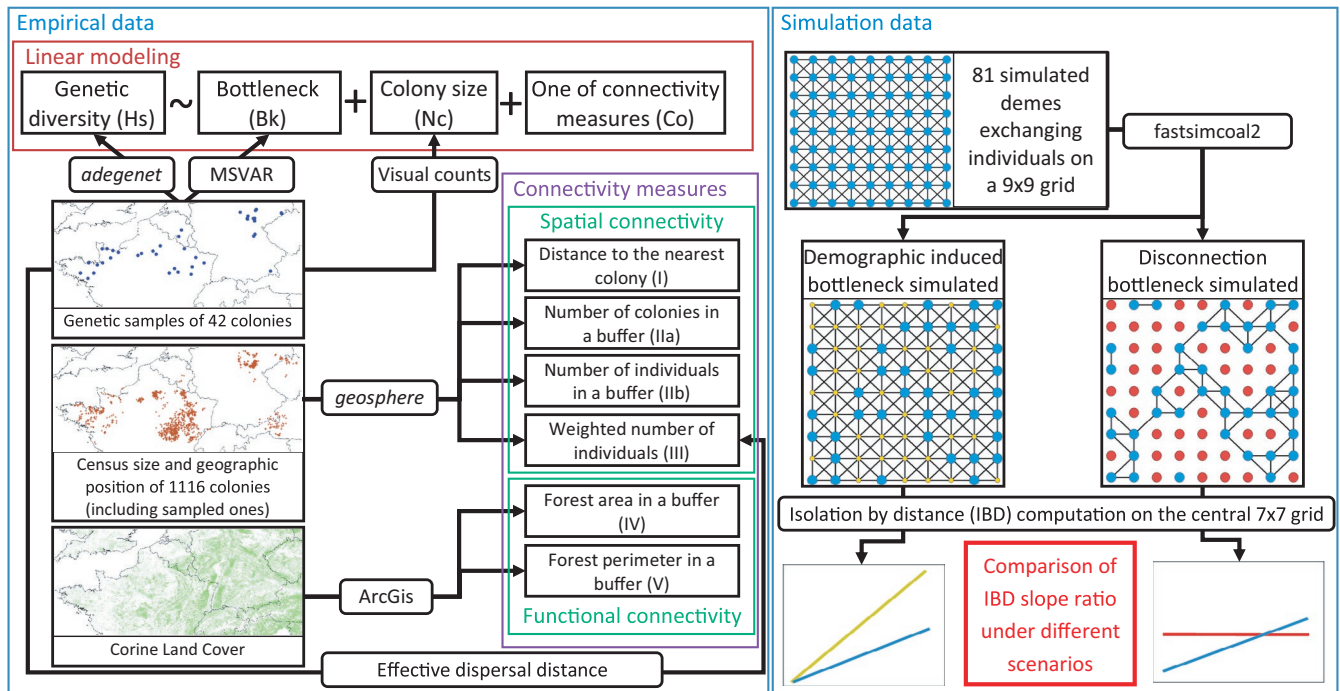 Empirical data
Linear modeling
Genetic
diversity (Hs)
~
Bottleneck
(Bk)
+
Colony size
(Nc)
+
One of connectivity
measures (Co)
adegenet
MSVAR
Visual counts
Genetic samples of 42 colonies
Census size and geographic
position of 1116 colonies
(including sampled ones)
Corine Land Cover
geosphere
ArcGis
Effective dispersal distance
Connectivity measures
Spatial connectivity
Distance to the nearest
colony (I)
Number of colonies in
a buffer (IIa)
Number of individuals
in a buffer (IIb)
Weighted number of
individuals (III)
Forest area in a buffer
(IV)
Forest perimeter in a
buffer (V)
Functional connectivity
Simulation data
81 simulated
demes
exchanging
individuals on
a 9x9 grid
fastsimcoal2
Demographic induced
bottleneck simulated
Disconnection
bottleneck simulated
Isolation by distance (IBD) computation on the central 7x7 grid
Comparison of
IBD slope ratio
under different
scenarios